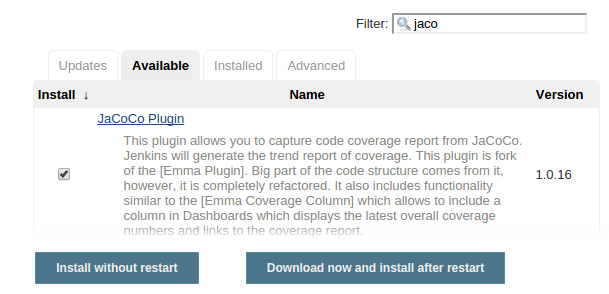 Filter: jaco
Updates Available Installed Advanced
Install ↓ Name Version
JaCoCo Plugin
This plugin allows you to capture code coverage report from JaCoCo.
Jenkins will generate the trend report of coverage. This plugin is fork
of the [Emma Plugin]. Big part of the code structure comes from it,
however, it is completely refactored. It also includes functionality
similar to the [Emma Coverage Column] which allows to include a
column in Dashboards which displays the latest overall coverage
numbers and links to the coverage report.
1.0.16
Install without restart Download now and install after restart